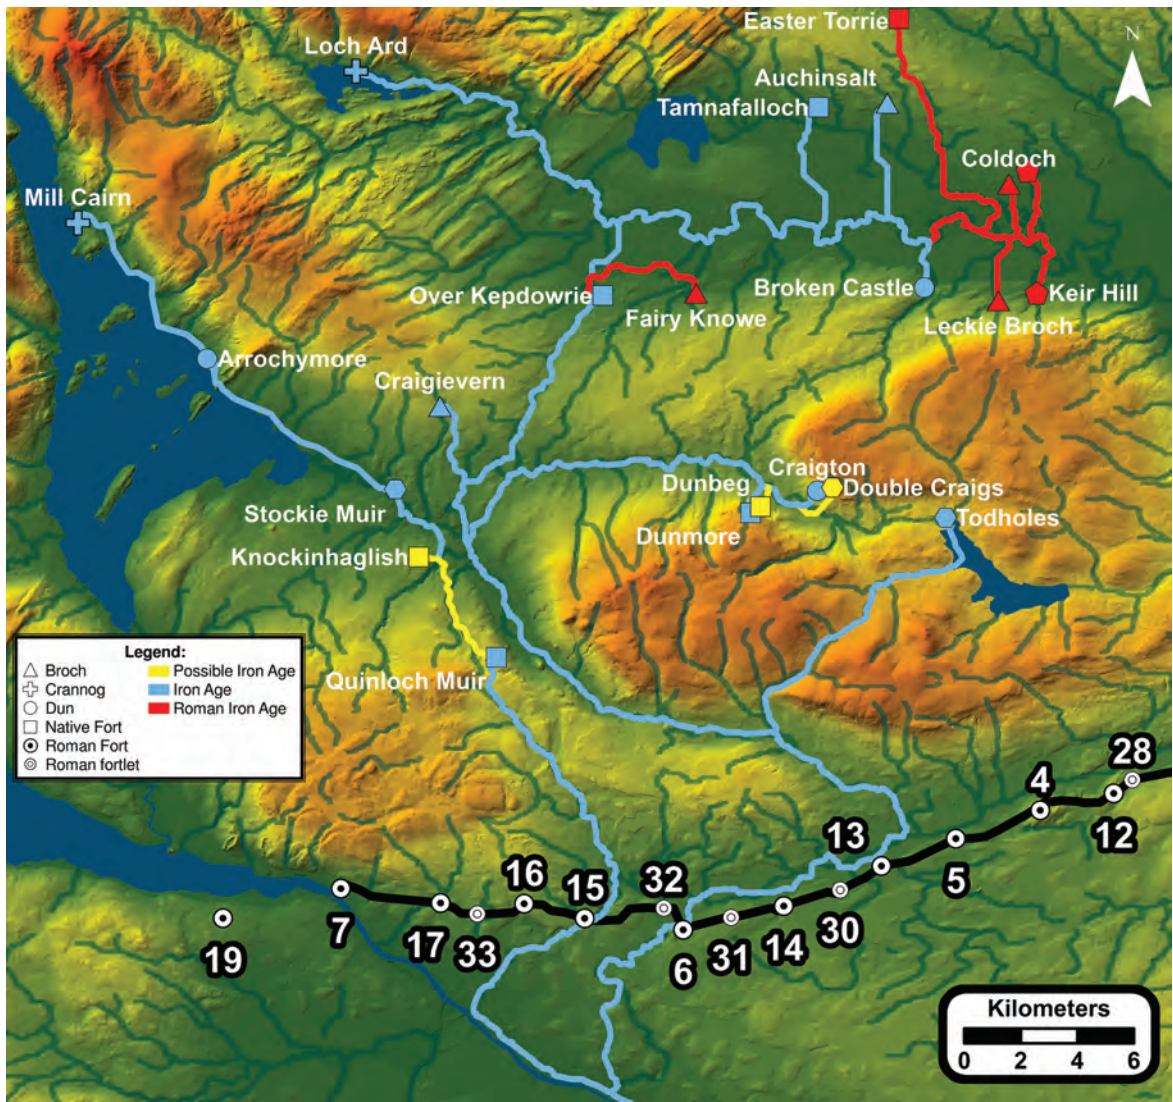 Easter Torrie
N
Loch Ard
Auchinsalt
Tamnafalloch
Coldoch
Mill Cairn
Over Kepdowrie
Broken Castle
Keir Hill
Fairy Knowe
Leckie Broch
Arrochymore
Craigievern
Craigton
Dunbeg
Double Craigs
Stockie Muir
Dunmore
Todholes
Knockinhaglish
Quinloch Muir
Legend:
Broch
Crannog
Dun
Native Fort
Roman Fort
Roman fortlet
Possible Iron Age
Iron Age
Roman Iron Age
28
4
12
13
5
16
15
32
7
17
33
19
6
31
14
30
Kilometers
0 2 4 6